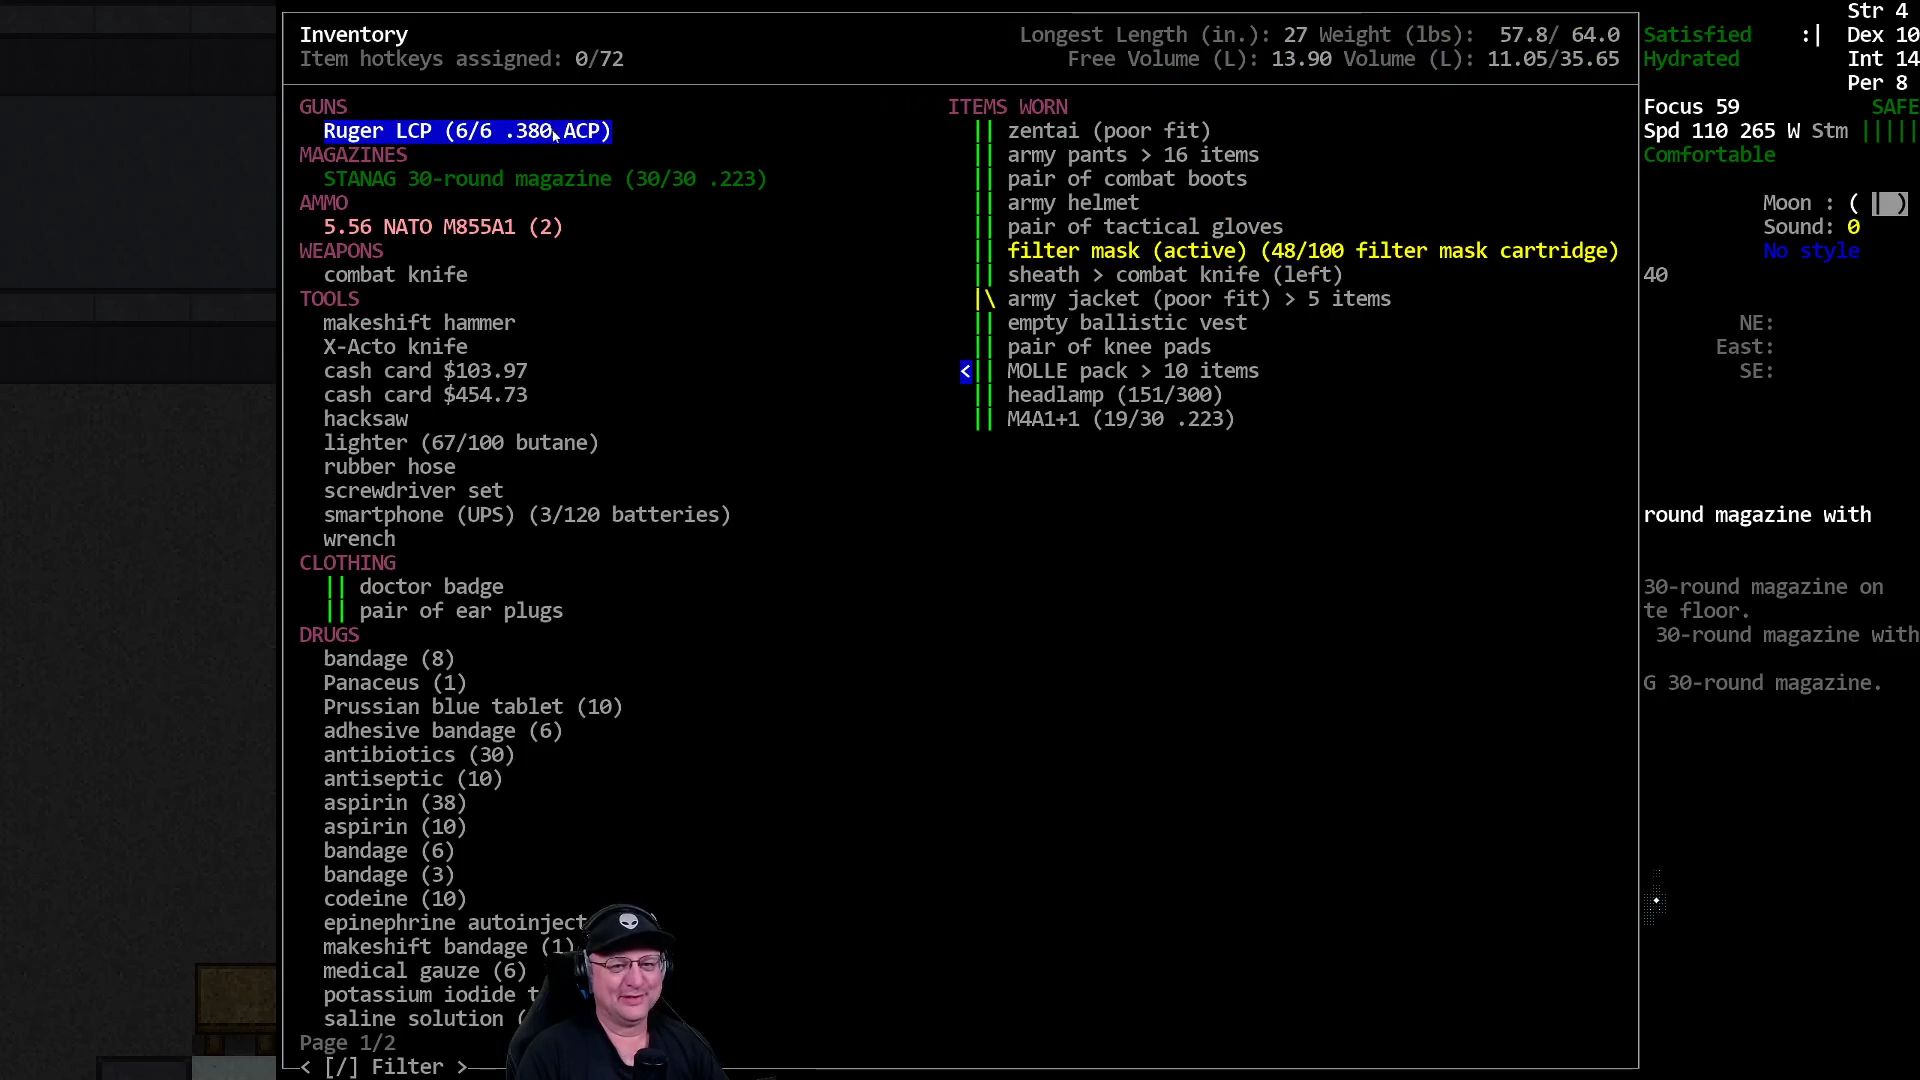 Inventory
Item hotkeys assigned: 0/72
Longest Length (in.): 27 Weight (lbs): 57.8/ 64.0
Free Volume (L): 13.90 Volume (L): 11.05/35.65
GUNS
Ruger LCP (6/6 .380 ACP)
MAGAZINES
STANAG 30-round magazine (30/30 .223)
AMMO
5.56 NATO M855A1 (2)
WEAPONS
combat knife
TOOLS
makeshift hammer
X-Acto knife
cash card $103.97
cash card $454.73
hacksaw
lighter (67/100 butane)
rubber hose
screwdriver set
smartphone (UPS) (3/120 batteries)
wrench
CLOTHING
|| doctor badge
|| pair of ear plugs
DRUGS
bandage (8)
Panaceus (1)
Prussian blue tablet (10)
adhesive bandage (6)
antibiotics (30)
antiseptic (10)
aspirin (38)
aspirin (10)
bandage (6)
bandage (3)
codeine (10)
epinephrine autoinject
makeshift bandage (1)
medical gauze (6)
potassium iodide t
saline solution (
Page 1/2
< [/] Filter >
ITEMS WORN
|| zentai (poor fit)
|| army pants > 16 items
|| pair of combat boots
|| army helmet
|| pair of tactical gloves
|| filter mask (active) (48/100 filter mask cartridge)
|| sheath > combat knife (left)
|\ army jacket (poor fit) > 5 items
|| empty ballistic vest
|| pair of knee pads
< || MOLLE pack > 10 items
|| headlamp (151/300)
|| M4A1+1 (19/30 .223)
Str 4
Satisfied :| Dex 10
Hydrated Int 14
Per 8
Focus 59 SAFE
Spd 110 265 W Stm |||||
Comfortable
Moon : ( | )
Sound: 0
No style
40
NE:
East:
SE:
round magazine with
30-round magazine on
te floor.
30-round magazine with
G 30-round magazine.